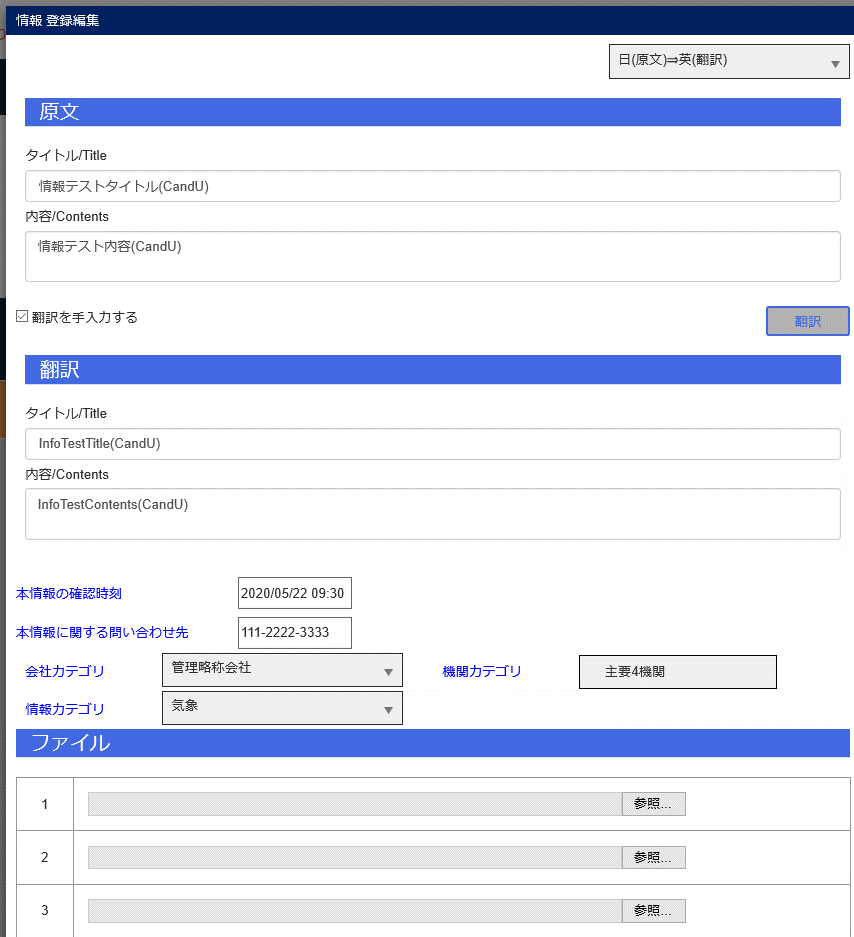 情報 登録編集
日(原文)⇒英(翻訳)
原文
タイトル/Title
情報テストタイトル(CandU)
内容/Contents
情報テスト内容(CandU)
翻訳を手入力する
翻訳
翻訳
タイトル/Title
InfoTestTitle(CandU)
内容/Contents
InfoTestContents(CandU)
本情報の確認時刻 2020/05/22 09:30
本情報に関する問い合わせ先 111-2222-3333
会社カテゴリ 管理略称会社 機関カテゴリ 主要4機関
情報カテゴリ 気象
ファイル
1 参照...
2 参照...
3 参照...